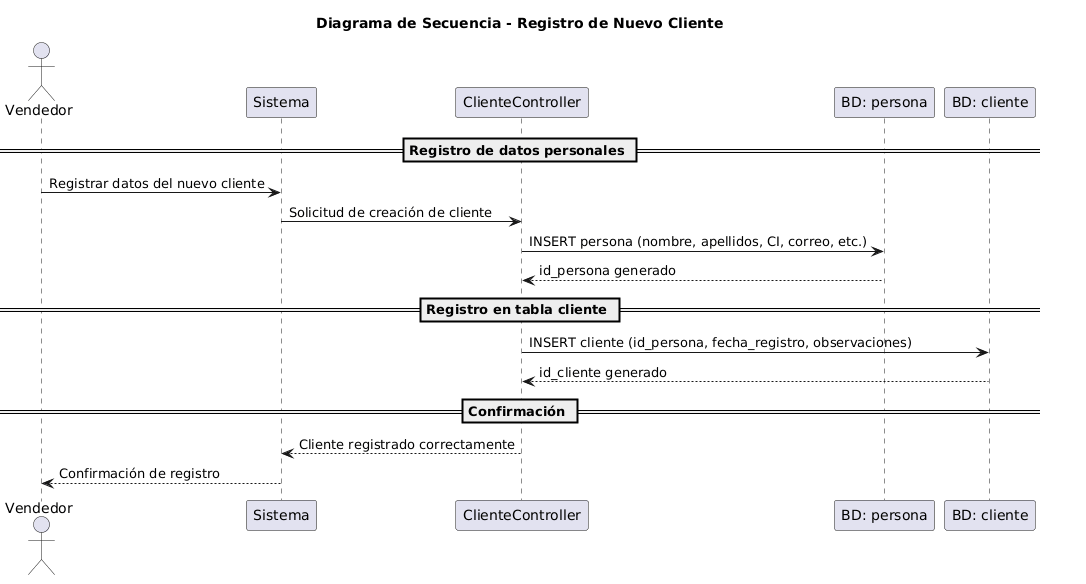 Diagrama de Secuencia - Registro de Nuevo Cliente
Vendedor
Sistema
ClienteController
BD: persona
BD: cliente
Registro de datos personales
Registrar datos del nuevo cliente
Solicitud de creación de cliente
INSERT persona (nombre, apellidos, CI, correo, etc.)
id_persona generado
Registro en tabla cliente
INSERT cliente (id_persona, fecha_registro, observaciones)
id_cliente generado
Confirmación
Cliente registrado correctamente
Confirmación de registro
Vendedor
Sistema
ClienteController
BD: persona
BD: cliente